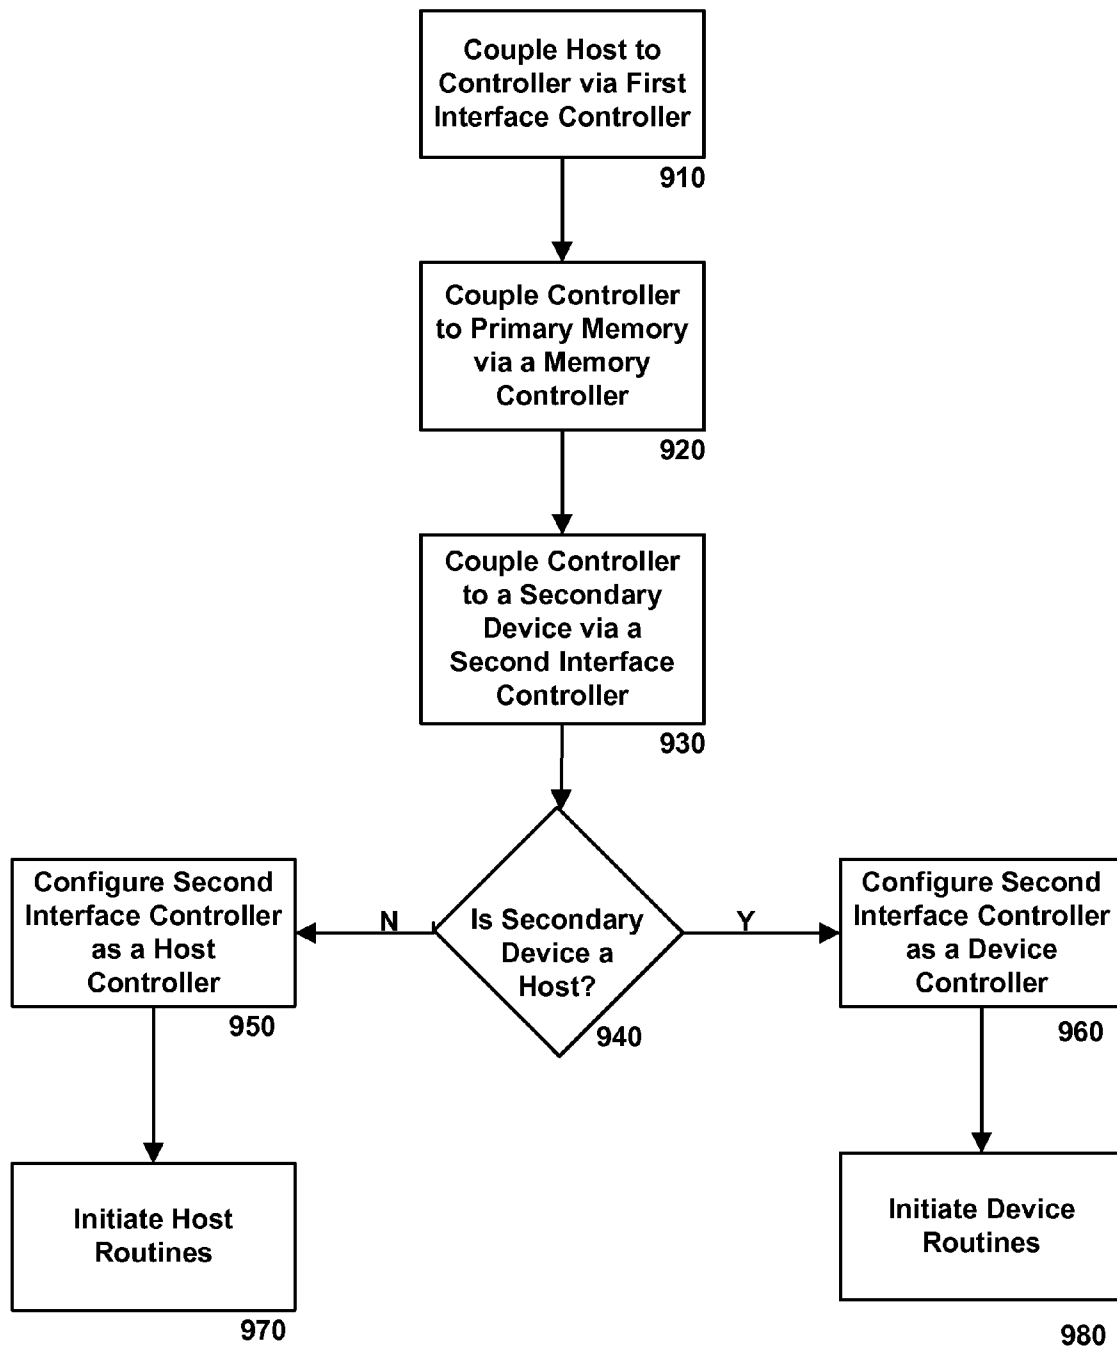 Couple Host to
Controller via First
Interface Controller
910
Couple Controller
to Primary Memory
via a Memory
Controller
920
Couple Controller
to a Secondary
Device via a
Second Interface
Controller
930
Is Secondary
Device a
Host?
940
N
Y
Configure Second
Interface Controller
as a Host
Controller
950
Configure Second
Interface Controller
as a Device
Controller
960
Initiate Host
Routines
970
Initiate Device
Routines
980